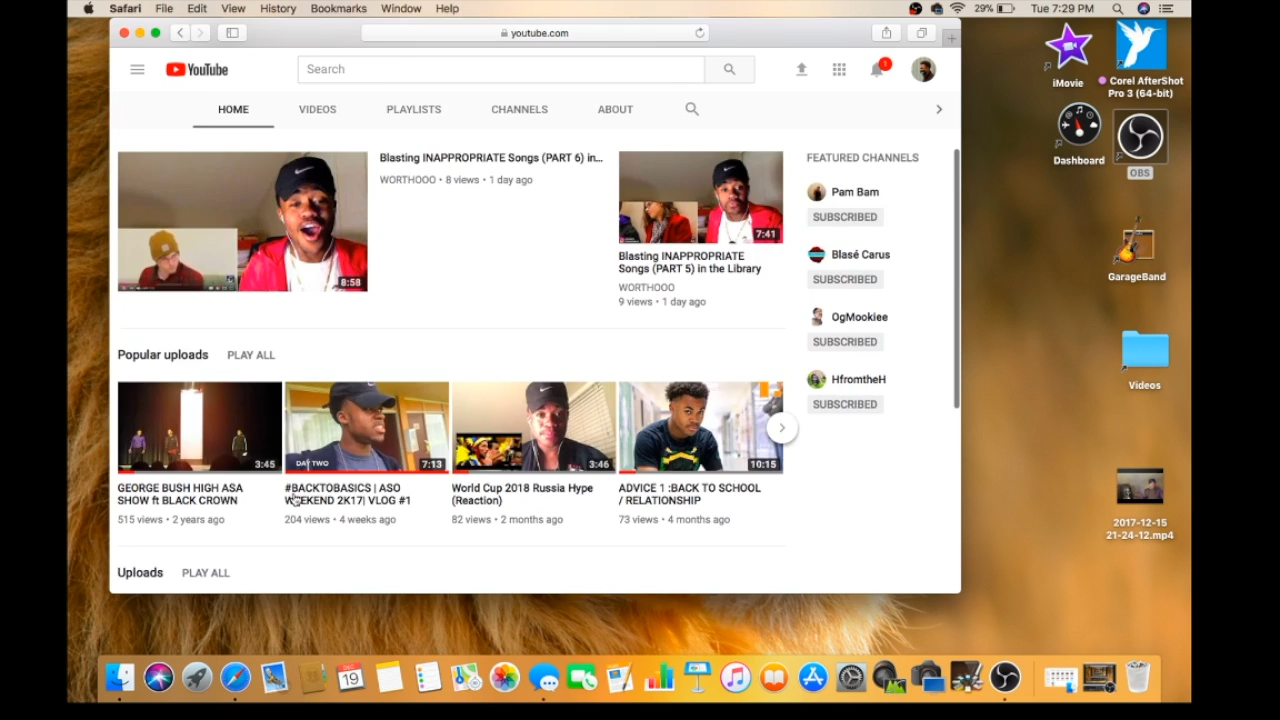 Safari File Edit View History Bookmarks Window Help 29% Tue 7:29 PM
youtube.com
YouTube Search 1
HOME VIDEOS PLAYLISTS CHANNELS ABOUT
8:58
Blasting INAPPROPRIATE Songs (PART 6) in...
WORTHOOO • 8 views • 1 day ago
7:41
Blasting INAPPROPRIATE
Songs (PART 5) in the Library
WORTHOOO
9 views • 1 day ago
FEATURED CHANNELS
Pam Bam
SUBSCRIBED
Blasé Carus
SUBSCRIBED
OgMookiee
SUBSCRIBED
HfromtheH
SUBSCRIBED
Popular uploads PLAY ALL
3:45
GEORGE BUSH HIGH ASA
SHOW ft BLACK CROWN
515 views • 2 years ago
DAY TWO
7:13
#BACKTOBASICS | ASO
WEEKEND 2K17| VLOG #1
204 views • 4 weeks ago
3:46
World Cup 2018 Russia Hype
(Reaction)
82 views • 2 months ago
10:15
ADVICE 1 :BACK TO SCHOOL
/ RELATIONSHIP
73 views • 4 months ago
Uploads PLAY ALL
iMovie
Corel AfterShot
Pro 3 (64-bit)
Dashboard
OBS
GarageBand
Videos
2017-12-15
21-24-12.mp4
DEC
19